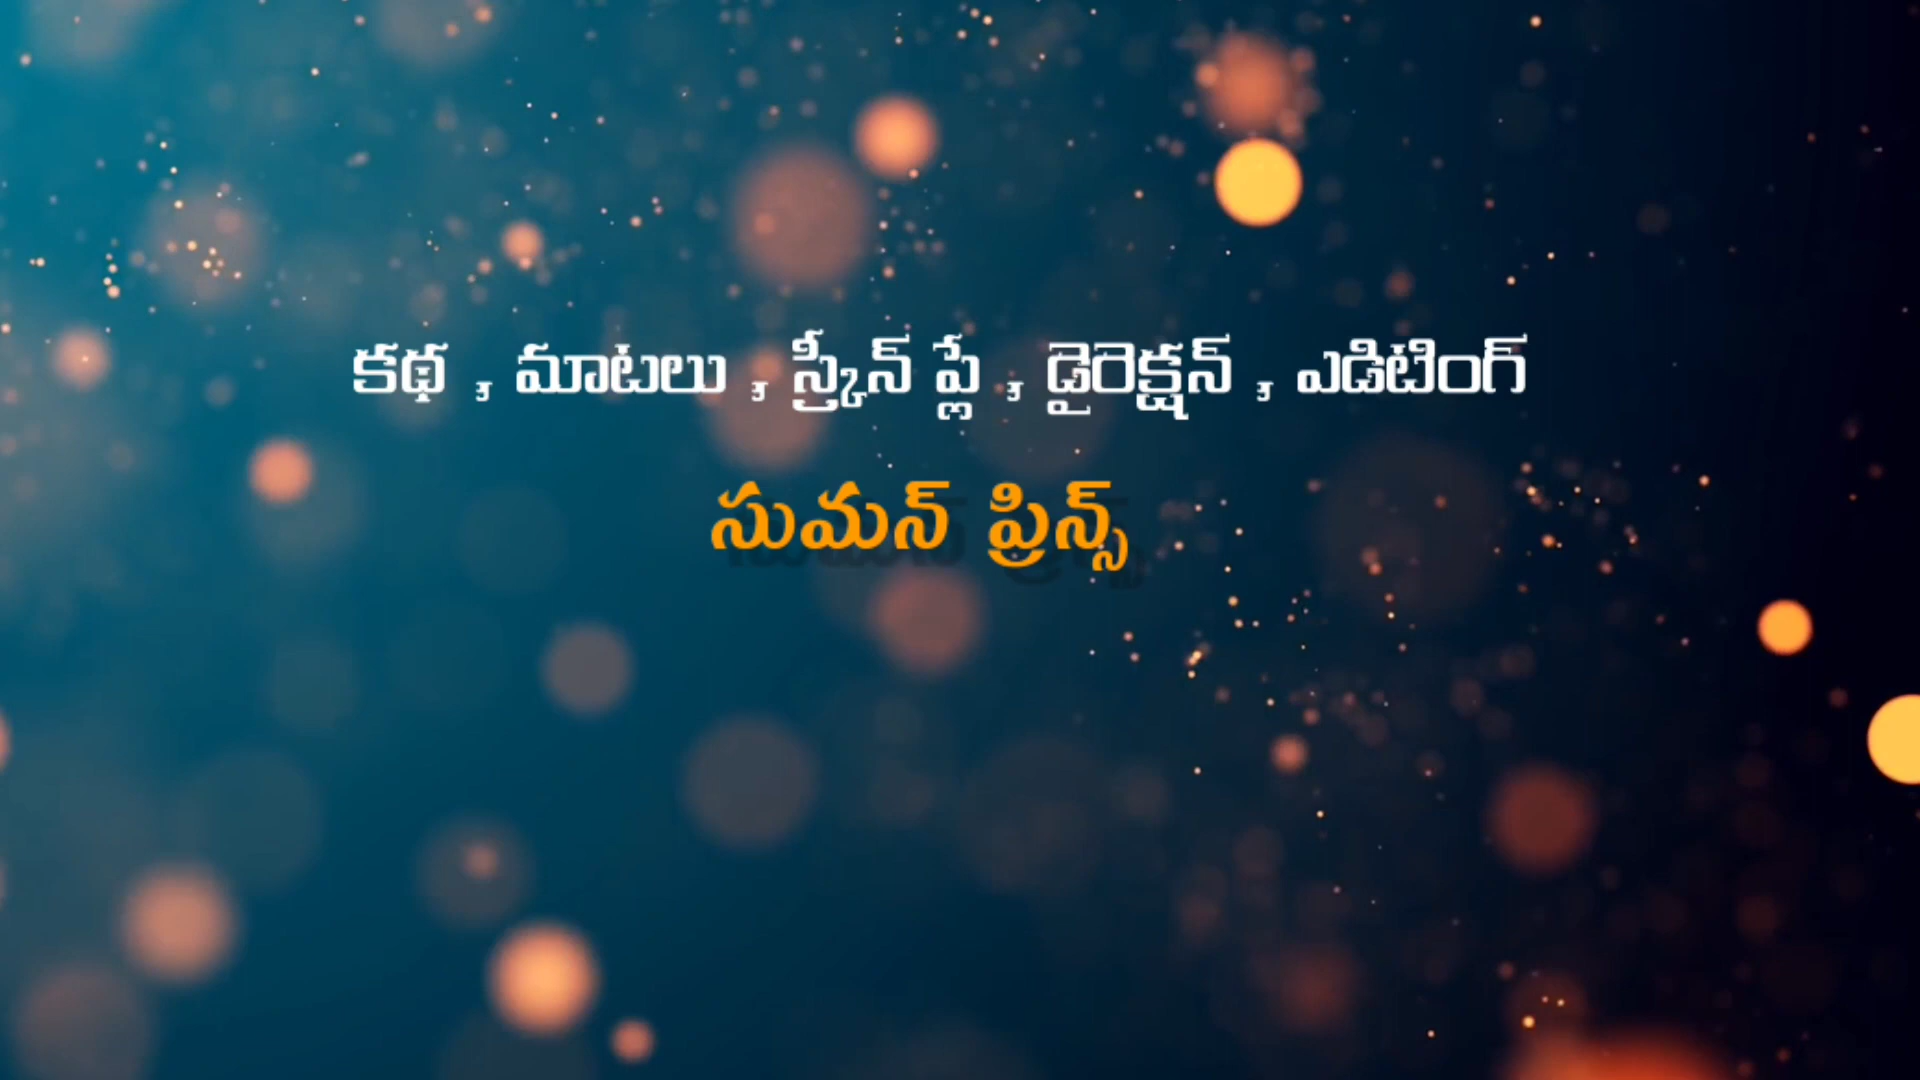 కథ , మాటలు , స్క్రీన్ ప్లే , డైరెక్షన్ , ఎడిటింగ్
సుమన్ ప్రిన్స్